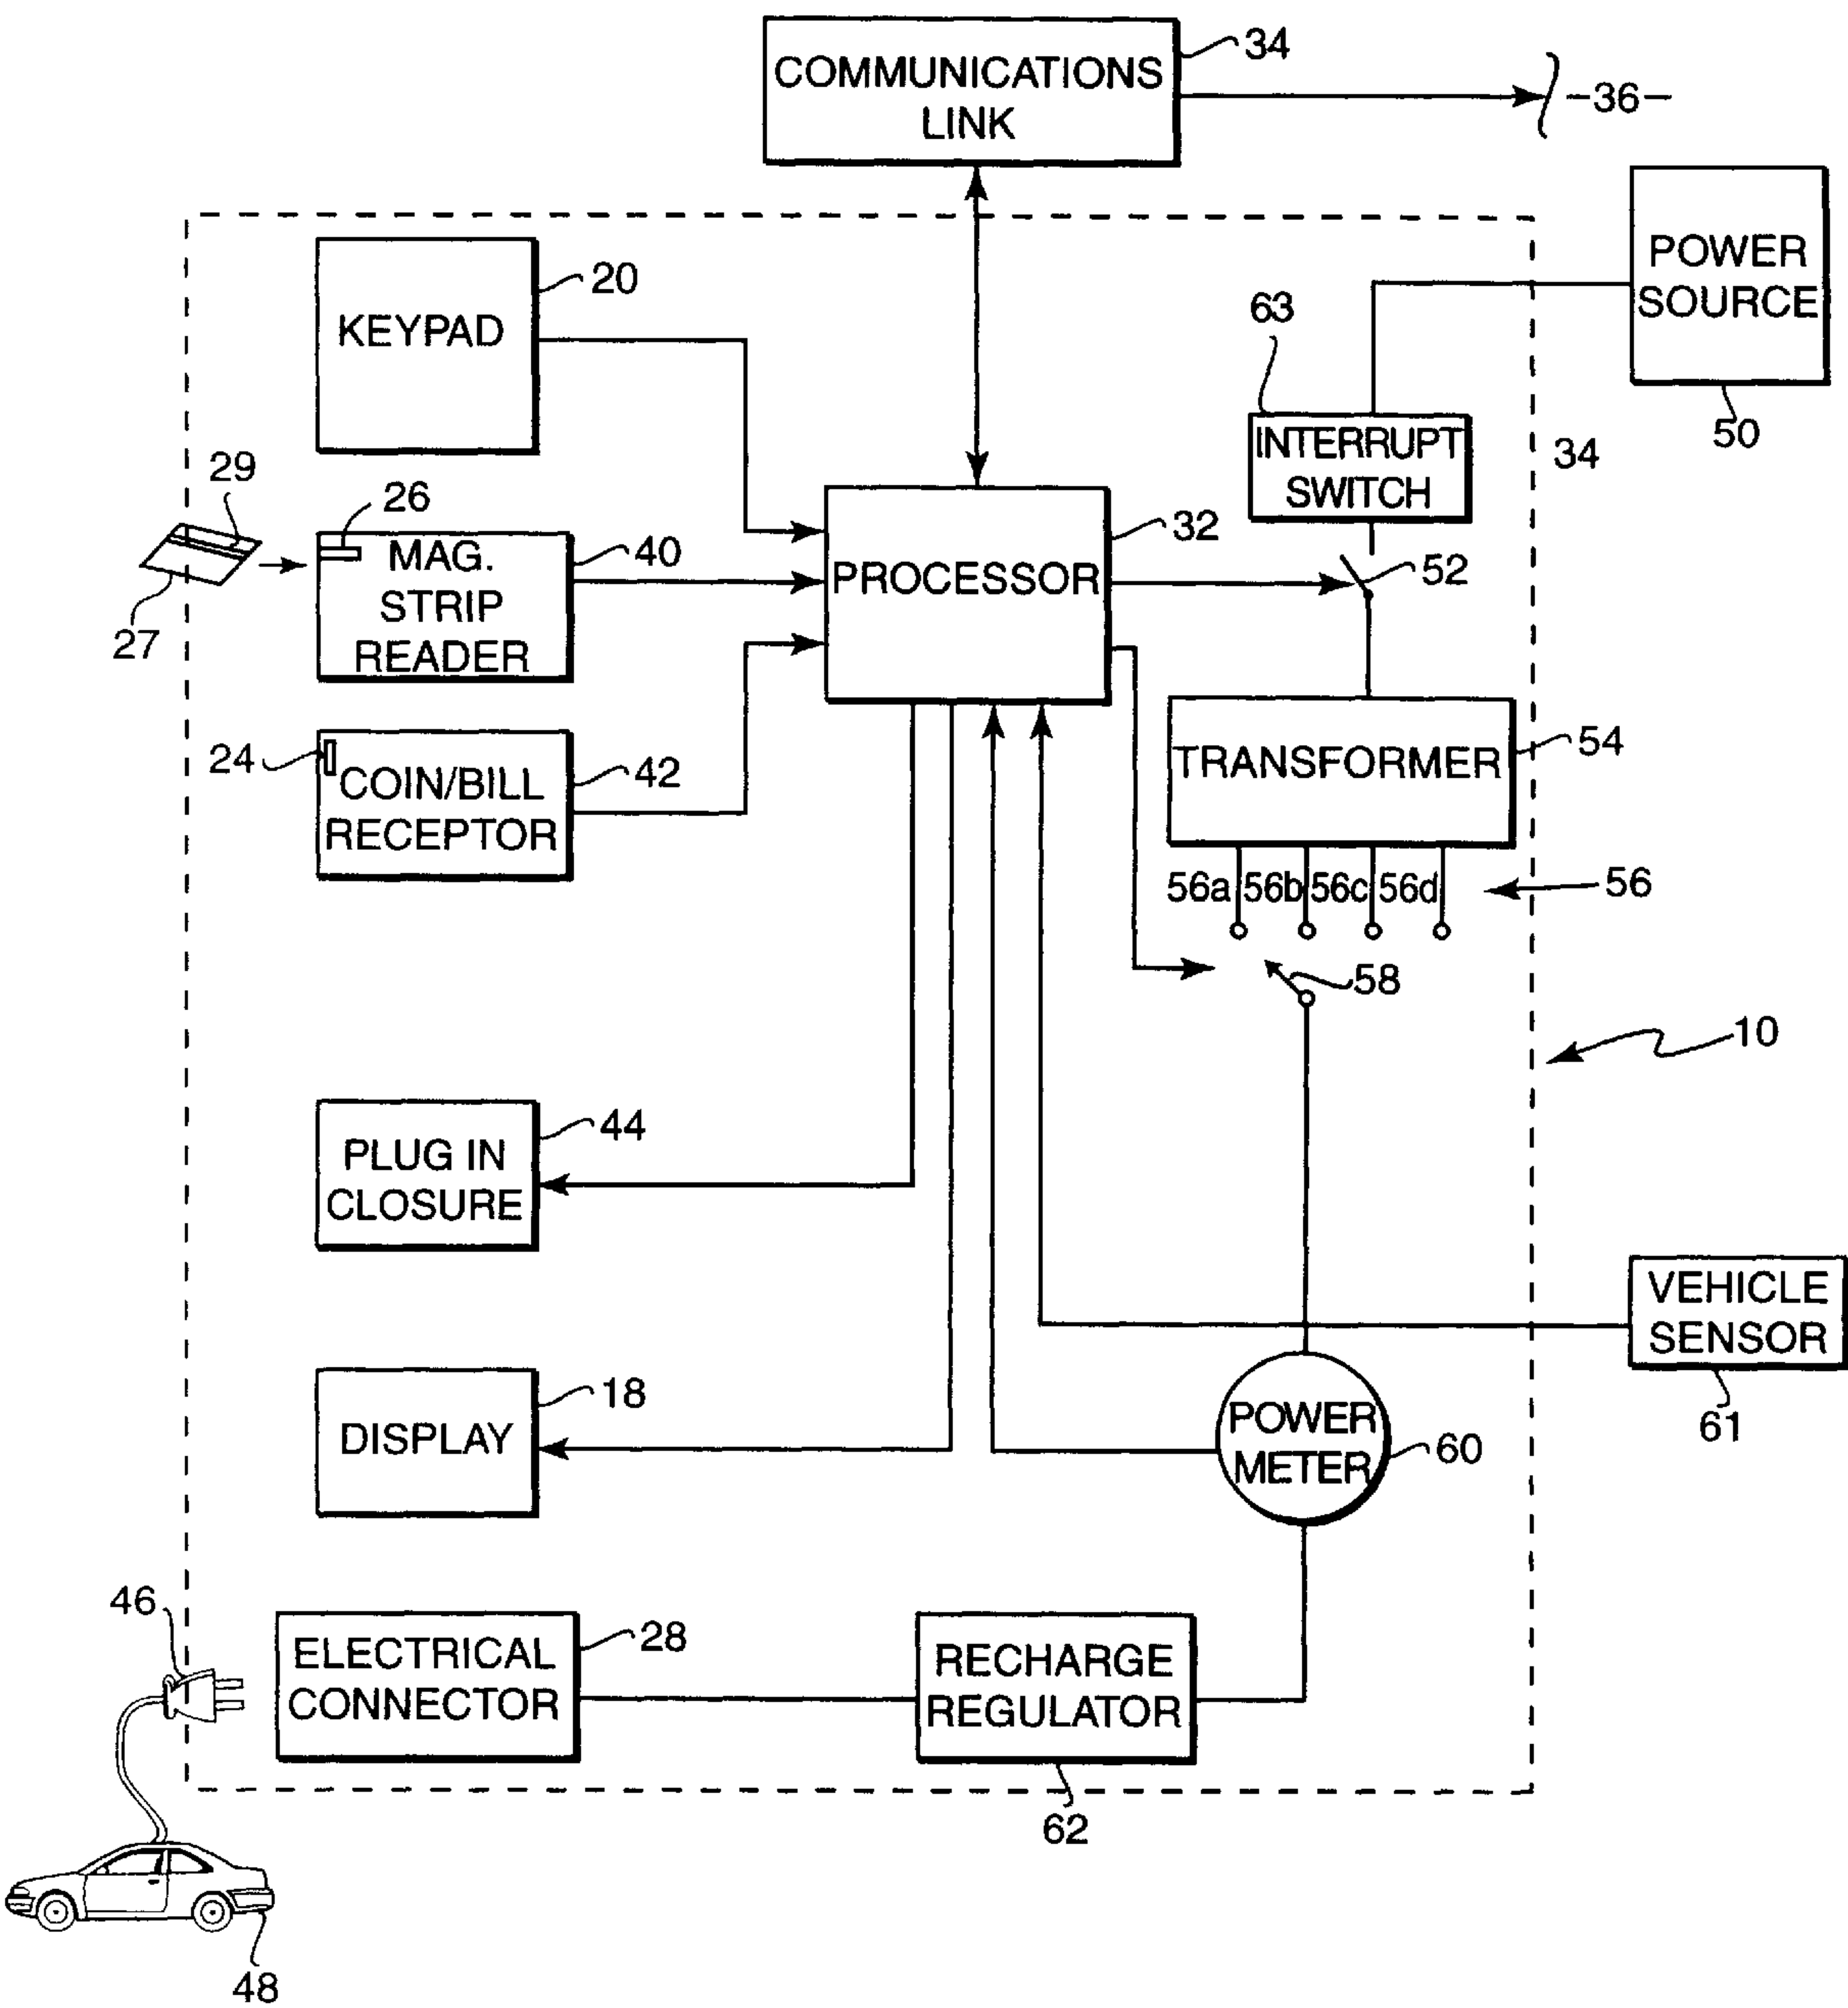 COMMUNICATIONS
LINK
34
-36-
POWER
SOURCE
50
KEYPAD
20
63
INTERRUPT
SWITCH
34
29
27
26
MAG.
STRIP
READER
40
PROCESSOR
32
52
24
COIN/BILL
RECEPTOR
42
TRANSFORMER
54
56a 56b 56c 56d
56
58
10
PLUG IN
CLOSURE
44
VEHICLE
SENSOR
61
DISPLAY
18
POWER
METER
60
46
ELECTRICAL
CONNECTOR
28
RECHARGE
REGULATOR
62
48